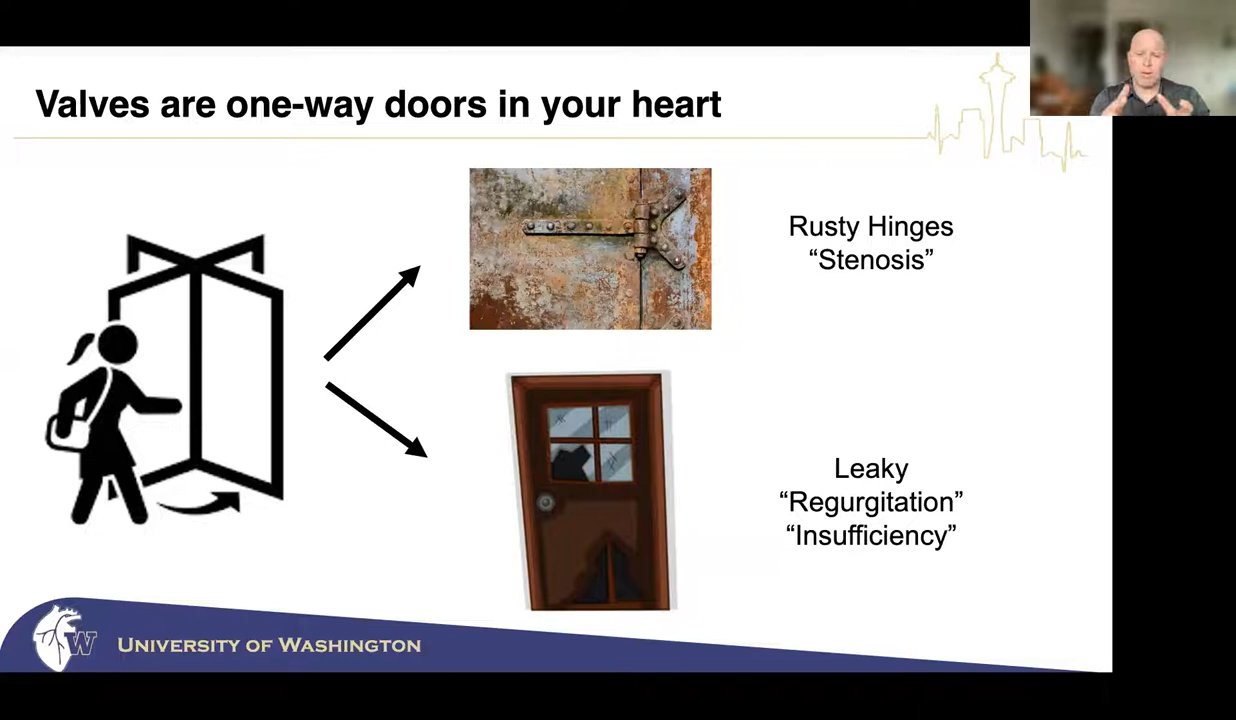 Valves are one-way doors in your heart
Rusty Hinges
“Stenosis”
Leaky
“Regurgitation”
“Insufficiency”
W
UNIVERSITY OF WASHINGTON